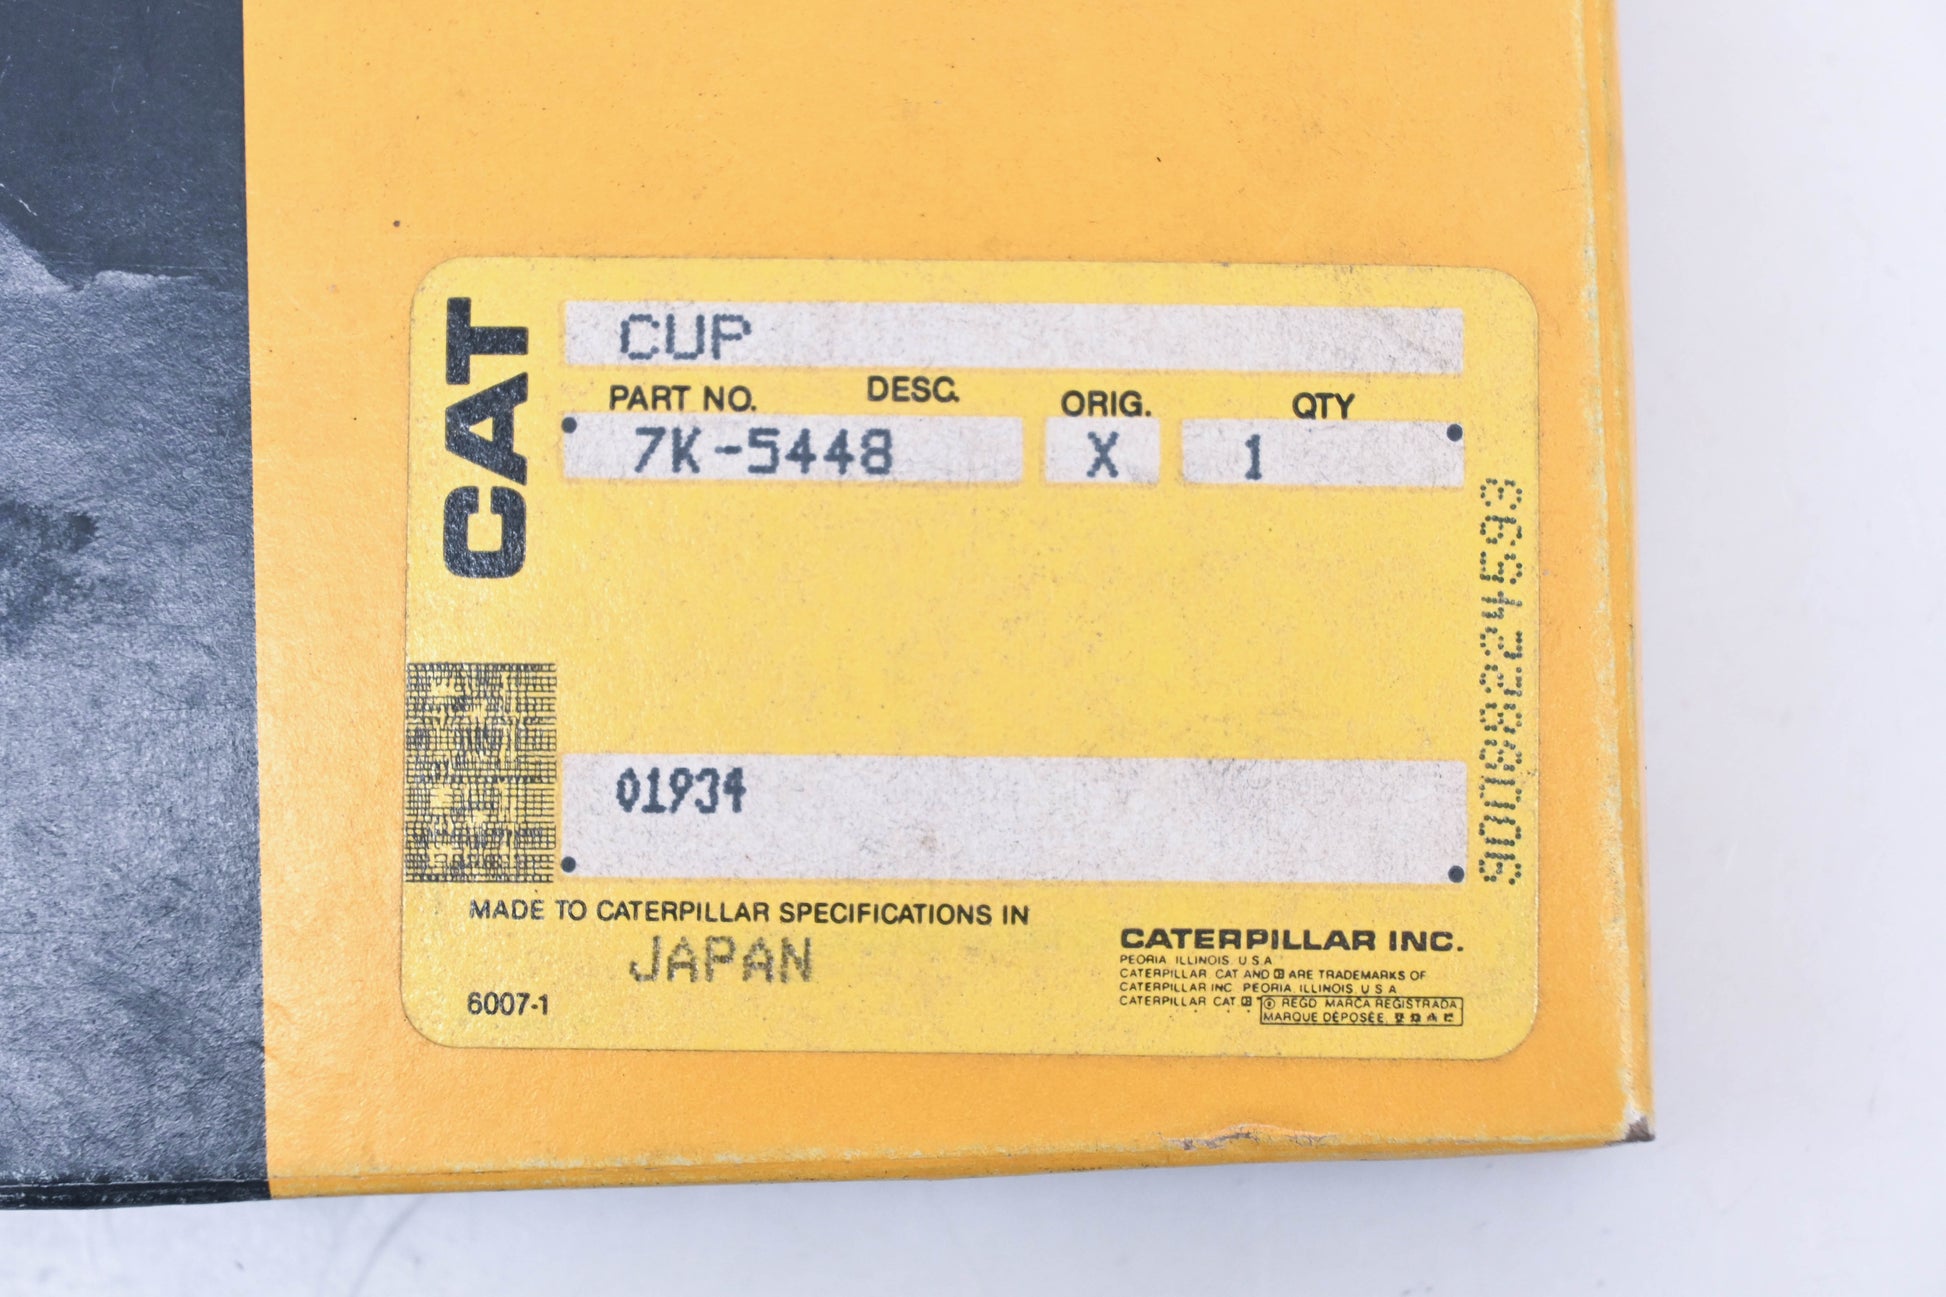 CAT
CUP
PART NO. DESC. ORIG. QTY
7K-5448 X 1
90088224593
01934
MADE TO CATERPILLAR SPECIFICATIONS IN
JAPAN
6007-1
CATERPILLAR INC.
PEORIA ILLINOIS U.S.A.
CATERPILLAR CAT AND ARE TRADEMARKS OF
CATERPILLAR INC PEORIA, ILLINOIS U S A
CATERPILLAR CAT ® REGD MARCA REGISTRADA
MARQUE DÉPOSÉE